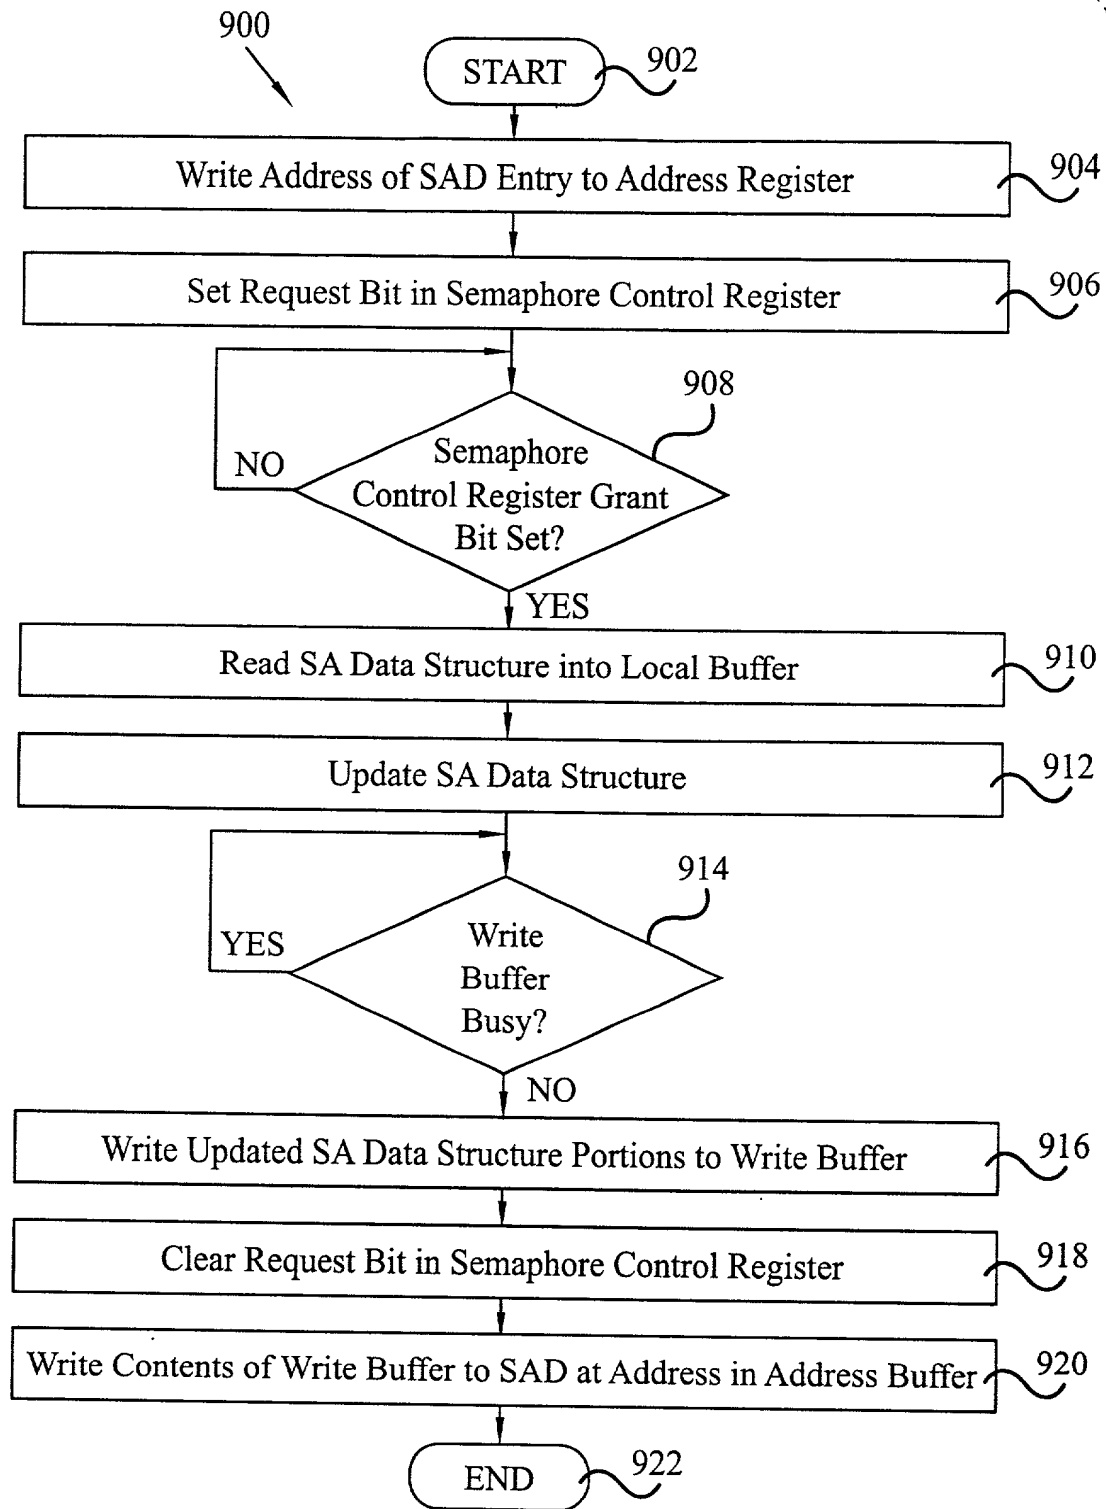 900
START
902
Write Address of SAD Entry to Address Register
904
Set Request Bit in Semaphore Control Register
906
908
Semaphore
Control Register Grant
Bit Set?
NO
YES
Read SA Data Structure into Local Buffer
910
Update SA Data Structure
912
914
Write
Buffer
Busy?
YES
NO
Write Updated SA Data Structure Portions to Write Buffer
916
Clear Request Bit in Semaphore Control Register
918
Write Contents of Write Buffer to SAD at Address in Address Buffer
920
END
922